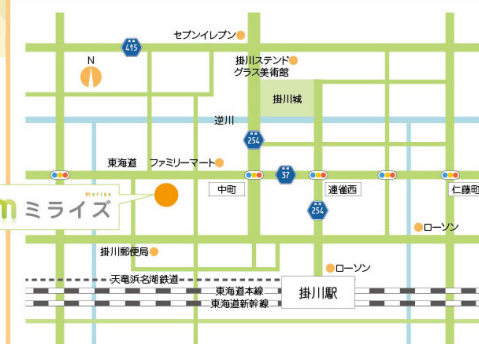 セブンイレブン
415
N
掛川ステンド
グラス美術館
掛川城
逆川
254
東海道 ファミリーマート
37
中町
連雀西
仁藤町
254
merise
m ミライズ
ローソン
掛川郵便局
ローソン
天竜浜名湖鉄道
東海道本線
東海道新幹線
掛川駅